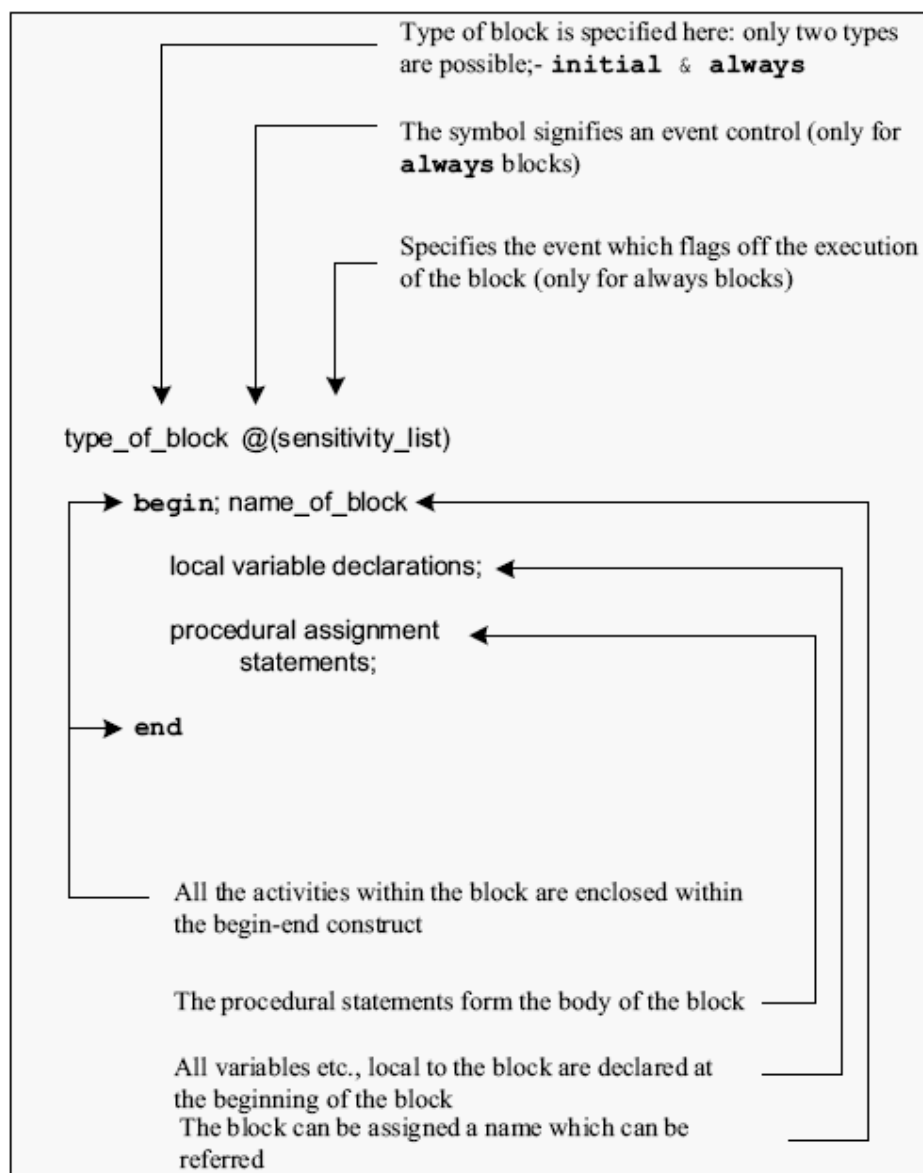 Type of block is specified here: only two types
are possible;- initial & always
The symbol signifies an event control (only for
always blocks)
Specifies the event which flags off the execution
of the block (only for always blocks)
type_of_block @(sensitivity_list)
begin; name_of_block
local variable declarations;
procedural assignment
statements;
end
All the activities within the block are enclosed within
the begin-end construct
The procedural statements form the body of the block
All variables etc., local to the block are declared at
the beginning of the block
The block can be assigned a name which can be
referred